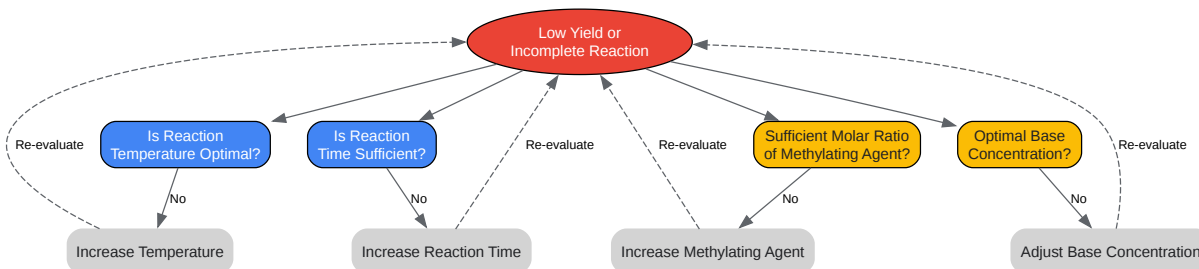 Low Yield or
Incomplete Reaction
Is Reaction
Temperature Optimal?
Is Reaction
Time Sufficient?
Sufficient Molar Ratio
of Methylating Agent?
Optimal Base
Concentration?
Re-evaluate
Re-evaluate
Re-evaluate
Re-evaluate
No
No
No
No
Increase Temperature
Increase Reaction Time
Increase Methylating Agent
Adjust Base Concentration